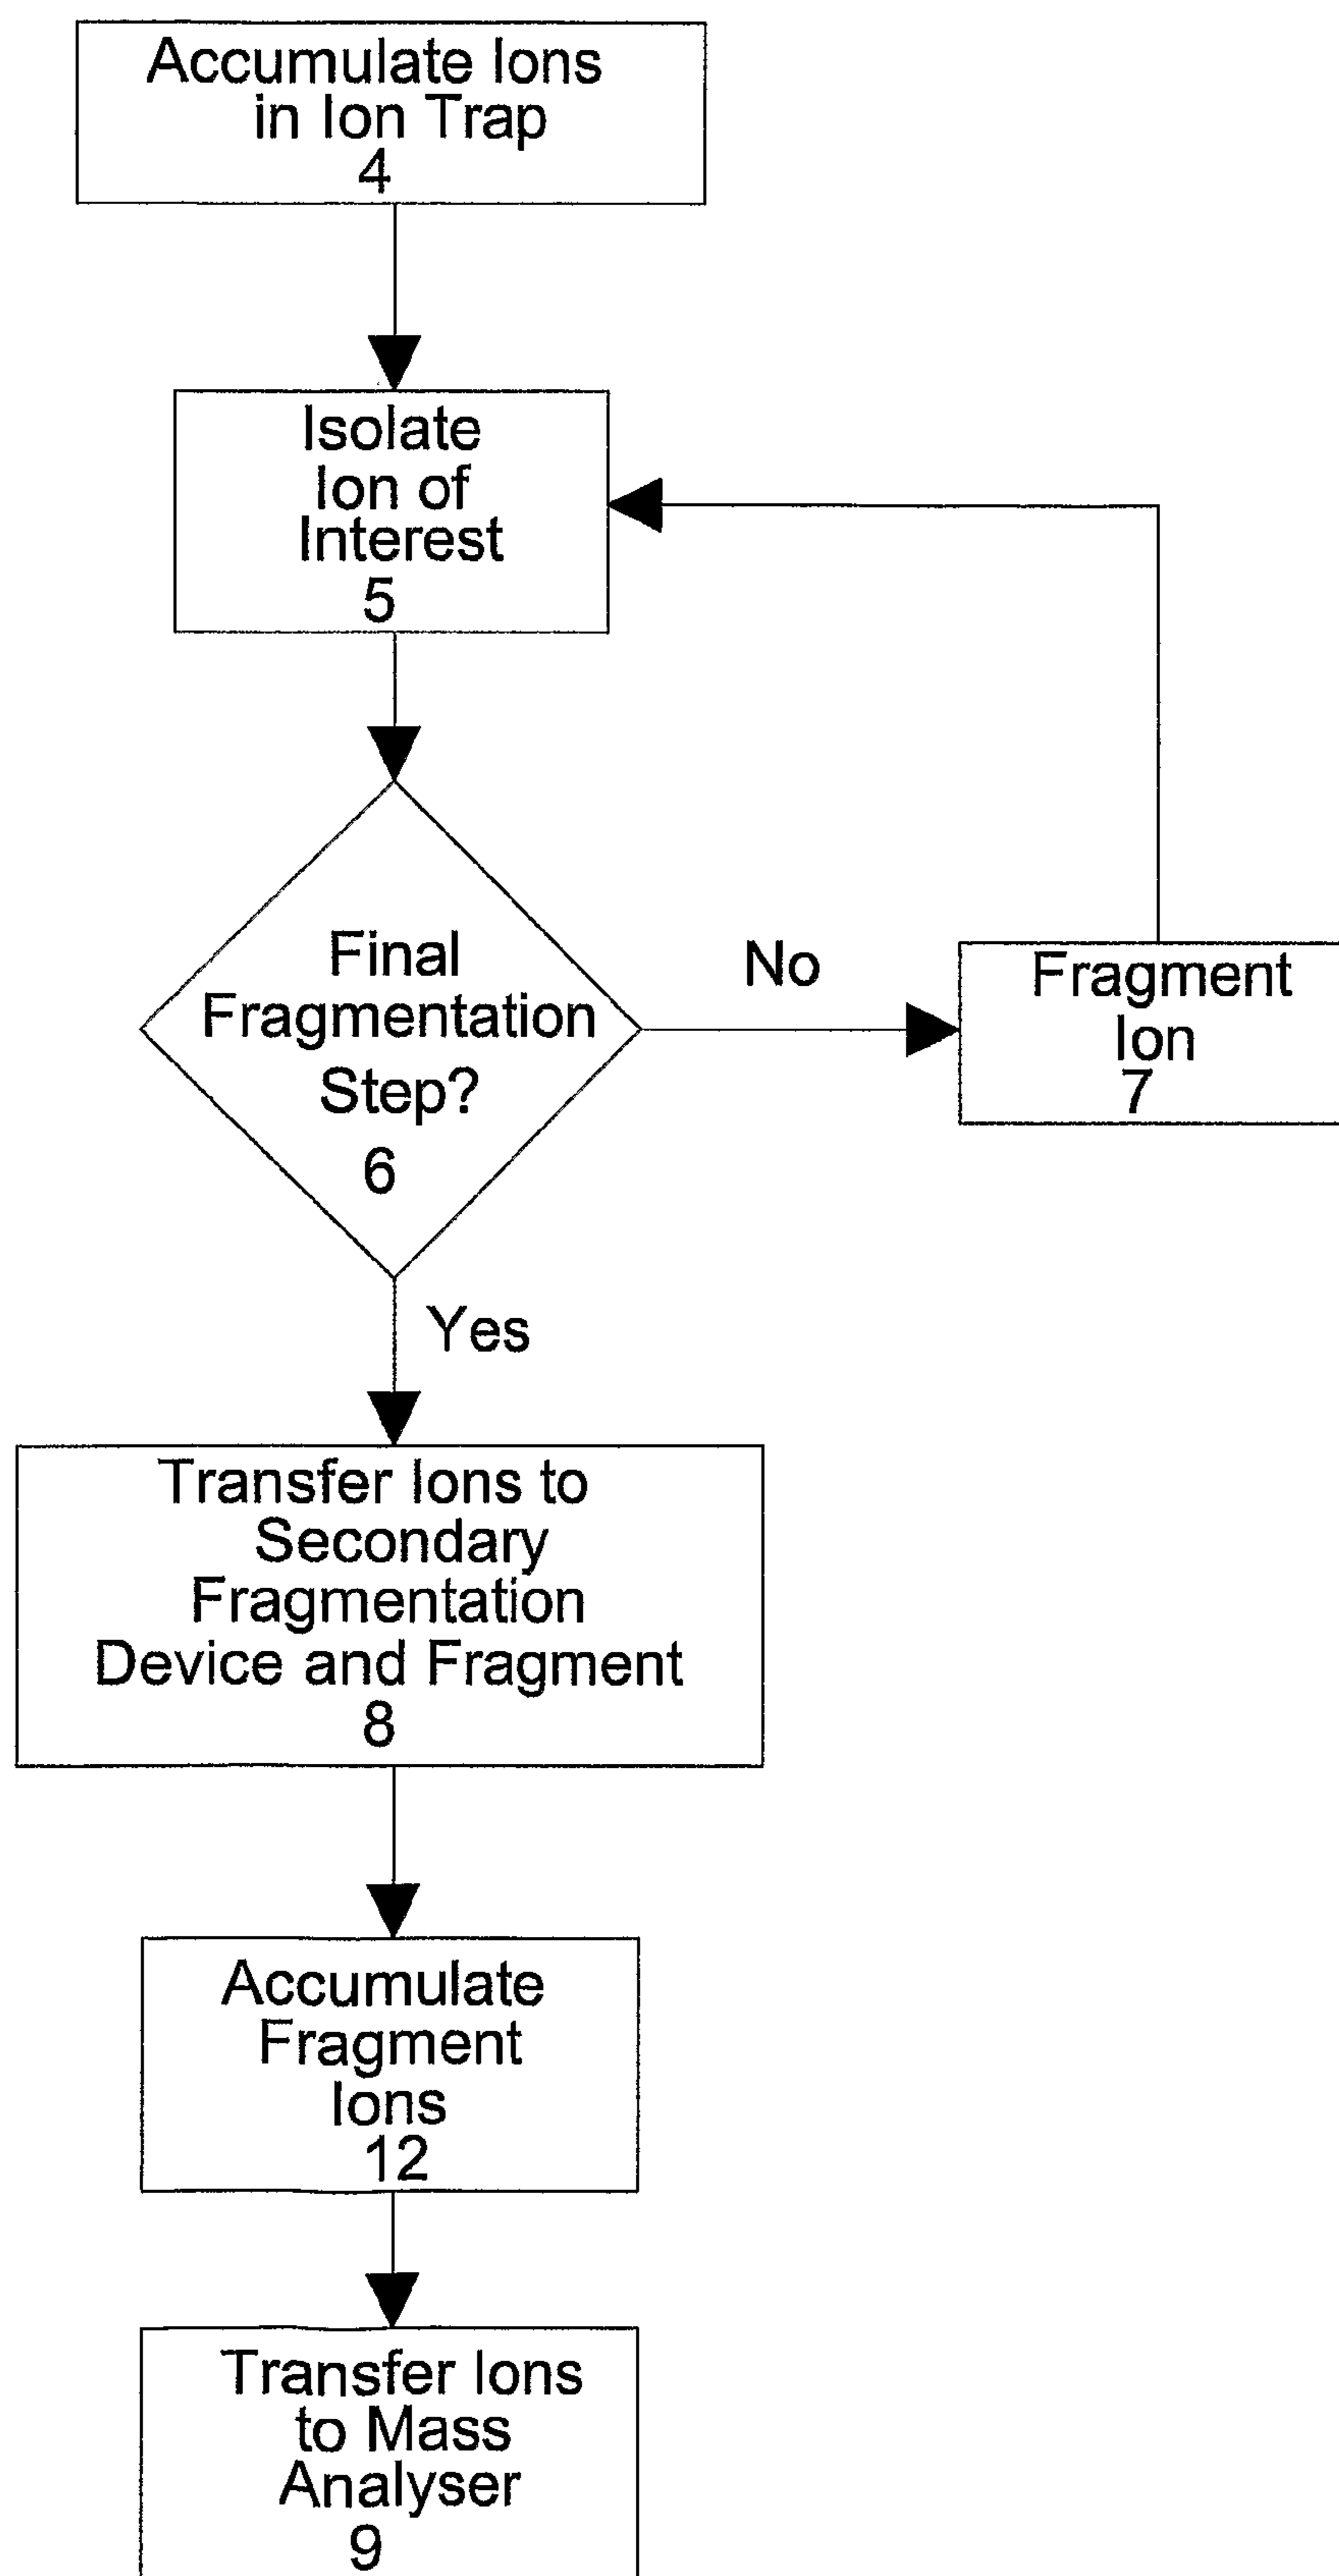 Accumulate Ions
in Ion Trap
4
Isolate
Ion of
Interest
5
Final
Fragmentation
Step?
6
No
Fragment
Ion
7
Yes
Transfer Ions to
Secondary
Fragmentation
Device and Fragment
8
Accumulate
Fragment
Ions
12
Transfer Ions
to Mass
Analyser
9